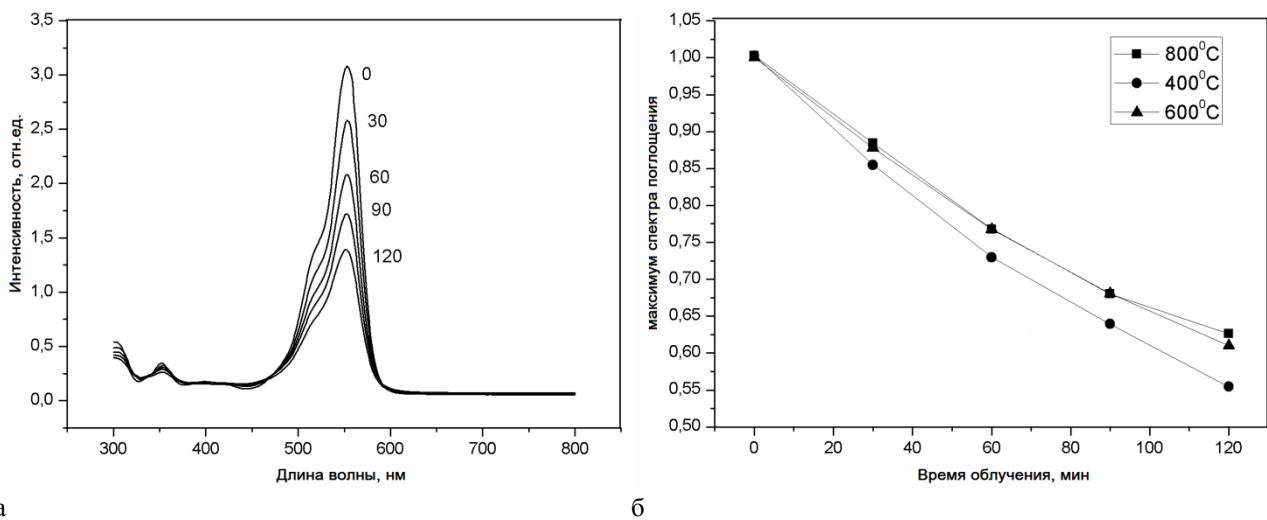 3,5
3,0
2,5
2,0
1,5
1,0
0,5
0,0
Интенсивность, отн.ед.
0
30
60
90
120
300 400 500 600 700 800
Длина волны, нм
а
1,05
1,00
0,95
0,90
0,85
0,80
0,75
0,70
0,65
0,60
0,55
0,50
максимум спектра поглощения
800⁰C
400⁰C
600⁰C
0 20 40 60 80 100 120
Время облучения, мин
б